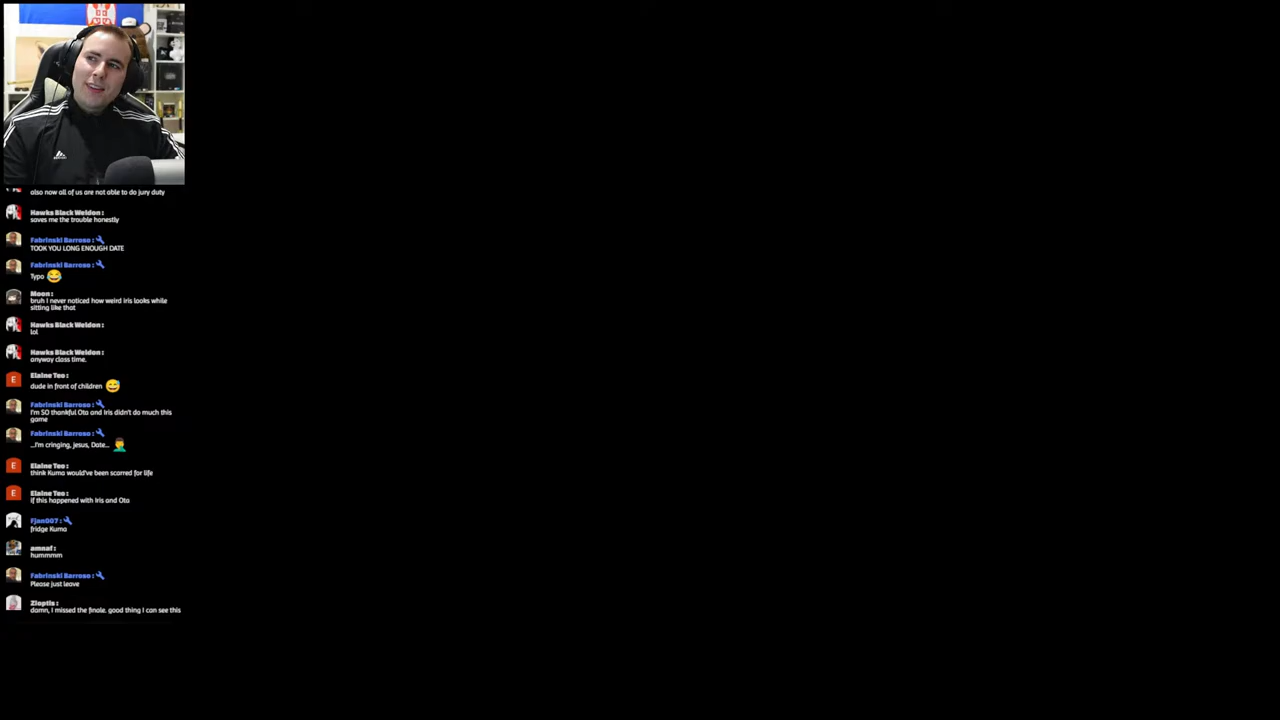 also now all of us are not able to do jury duty
Hawks Black Weldon :
saves me the trouble honestly
Fabrinski Barroso :
TOOK YOU LONG ENOUGH DATE
Fabrinski Barroso :
Typo 😂
Moon :
bruh I never noticed how weird iris looks while
sitting like that
Hawks Black Weldon :
lol
Hawks Black Weldon :
anyway class time.
E
Elaine Teo :
dude in front of children 😅
Fabrinski Barroso :
I'm SO thankful Ota and Iris didn't do much this
game
Fabrinski Barroso :
...I'm cringing, jesus, Date... 🤦‍♂️
E
Elaine Teo :
think Kuma would've been scarred for life
E
Elaine Teo :
if this happened with Iris and Ota
Fjan007 :
fridge Kuma
amnaf :
hummmm
Fabrinski Barroso :
Please just leave
Zioptis :
damn, I missed the finale. good thing I can see this